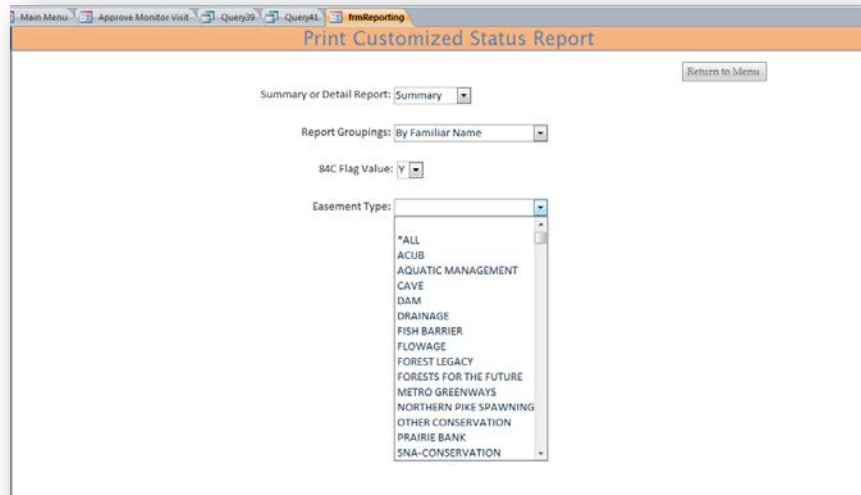 Main Menu Approve Monitor Visit Query39 Query41 frmReporting
Print Customized Status Report
Return to Menu
Summary or Detail Report: Summary
Report Groupings: By Familiar Name
84C Flag Value: Y
Easement Type:
*ALL
ACUB
AQUATIC MANAGEMENT
CAVE
DAM
DRAINAGE
FISH BARRIER
FLOWAGE
FOREST LEGACY
FORESTS FOR THE FUTURE
METRO GREENWAYS
NORTHERN PIKE SPAWNING
OTHER CONSERVATION
PRAIRIE BANK
SNA-CONSERVATION